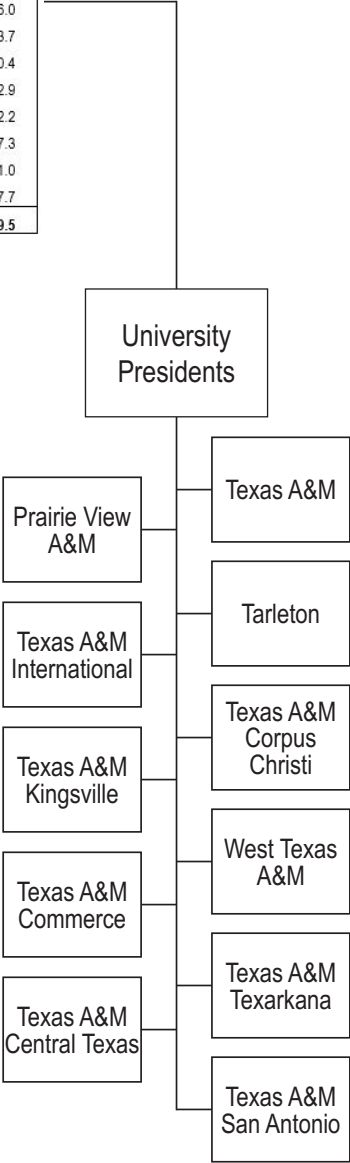 University
Presidents
Texas A&M
Prairie View
A&M
Tarleton
Texas A&M
International
Texas A&M
Corpus
Christi
Texas A&M
Kingsville
West Texas
A&M
Texas A&M
Commerce
Texas A&M
Texarkana
Texas A&M
Central Texas
Texas A&M
San Antonio